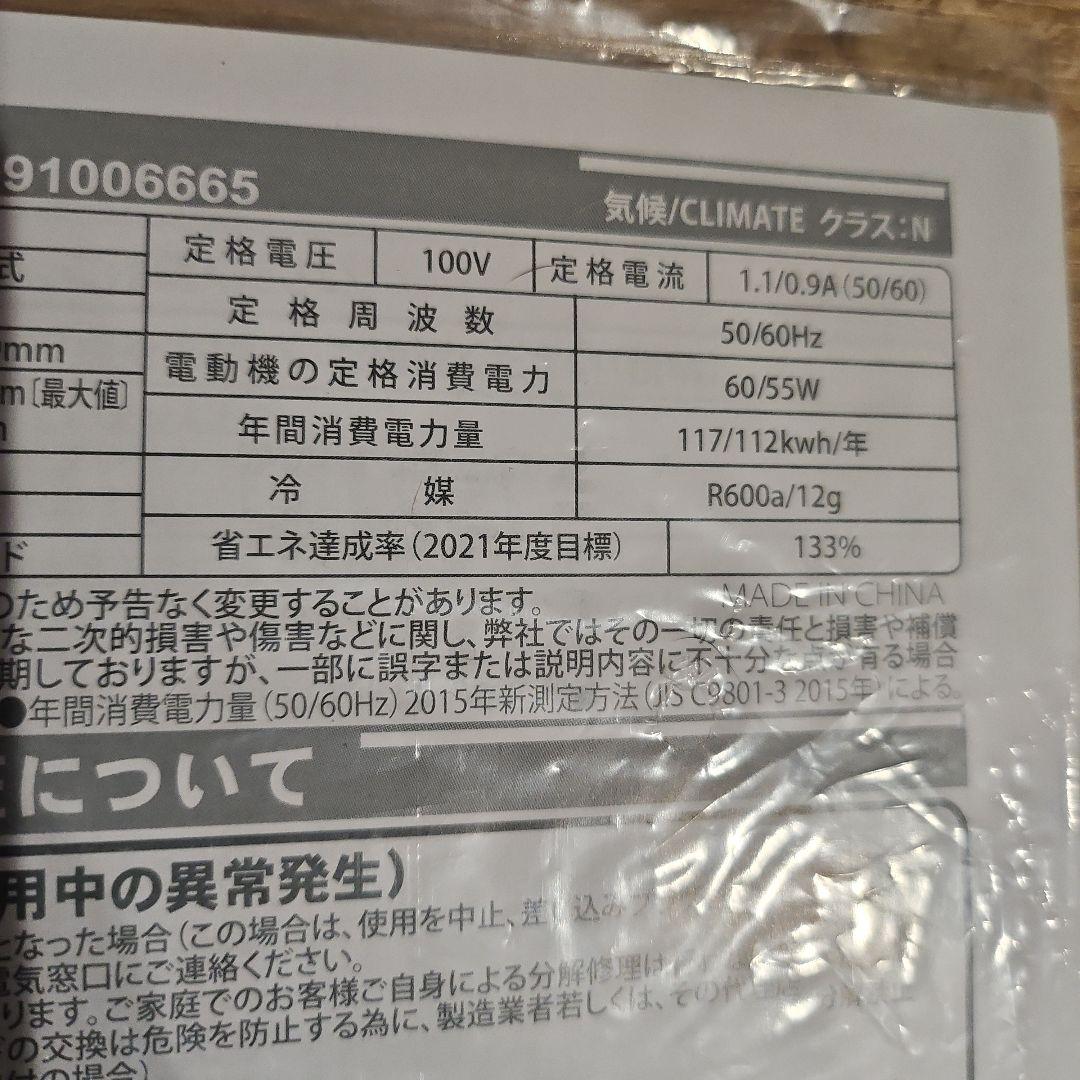 91006665
気候/CLIMATE クラス:N
式 定格電圧 100V 定格電流 1.1/0.9A(50/60)
定格周波数 50/60Hz
mm 電動機の定格消費電力 60/55W
m〔最大値〕 年間消費電力量 117/112kwh/年
冷媒 R600a/12g
ド 省エネ達成率(2021年度目標) 133%
MADE IN CHINA
のため予告なく変更することがあります。
な二次的損害や傷害などに関し、弊社ではその一切の責任と損害や補償
期しておりますが、一部に誤字または説明内容に不十分な点が有る場合
●年間消費電力量(50/60Hz)2015年新測定方法(JIS C9801-3 2015年)による。
について
用中の異常発生)
となった場合(この場合は、使用を中止、差し込みプ
電気窓口にご連絡ください。
ります。ご家庭でのお客様ご自身による分解修理は
の交換は危険を防止する為に、製造業者若しくは、その代
けの場合)